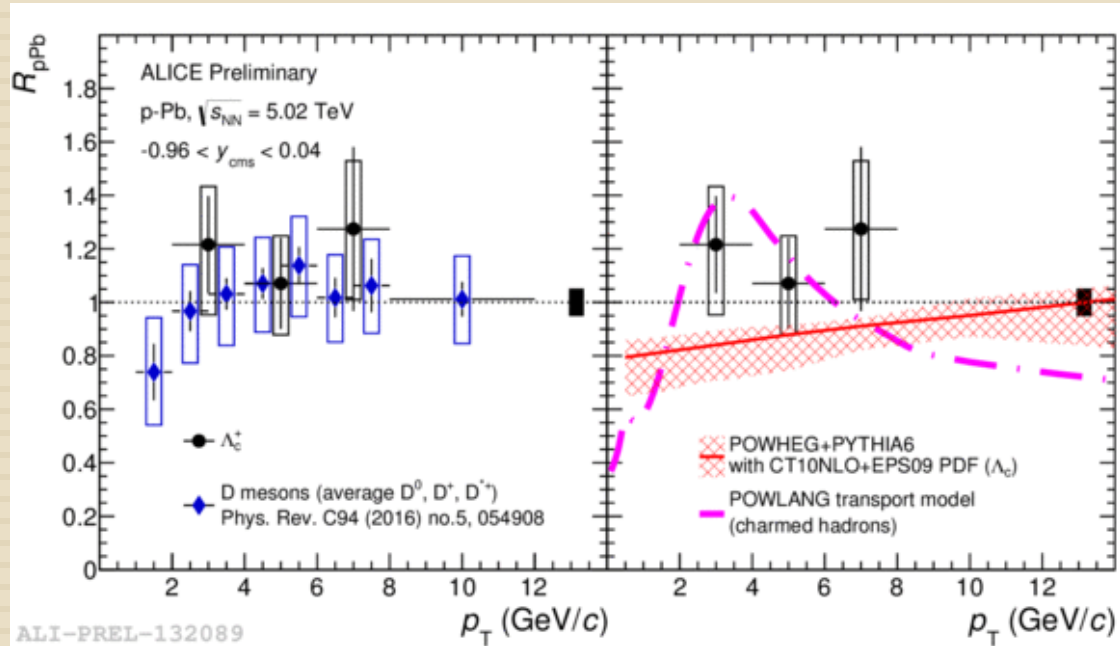 R_pPb
ALICE Preliminary
p-Pb, √s_NN = 5.02 TeV
-0.96 < y_cms < 0.04
1.8
1.6
1.4
1.2
1
0.8
0.6
0.4
0.2
0
Λ_c^+
D mesons (average D^0, D^+, D^*+)
Phys. Rev. C94 (2016) no.5, 054908
2 4 6 8 10 12
p_T (GeV/c)
POWHEG+PYTHIA6
with CT10NLO+EPS09 PDF (Λ_c)
POWLANG transport model
(charmed hadrons)
2 4 6 8 10 12
p_T (GeV/c)
ALI-PREL-132089